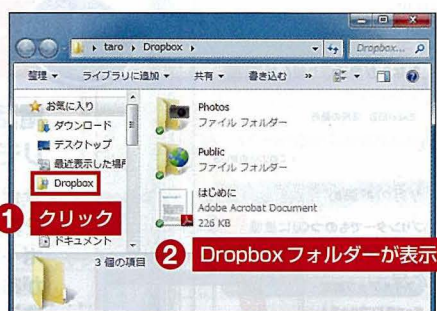 taro ▸ Dropbox ▸
Dropbox...
整理 ▼ ライブラリに追加 ▼ 共有 ▼ 書き込む »
お気に入り
ダウンロード
デスクトップ
最近表示した場所
Dropbox
ドキュメント
Photos
ファイル フォルダー
Public
ファイル フォルダー
はじめに
Adobe Acrobat Document
226 KB
1 クリック
2 Dropboxフォルダーが表示
3 個の項目